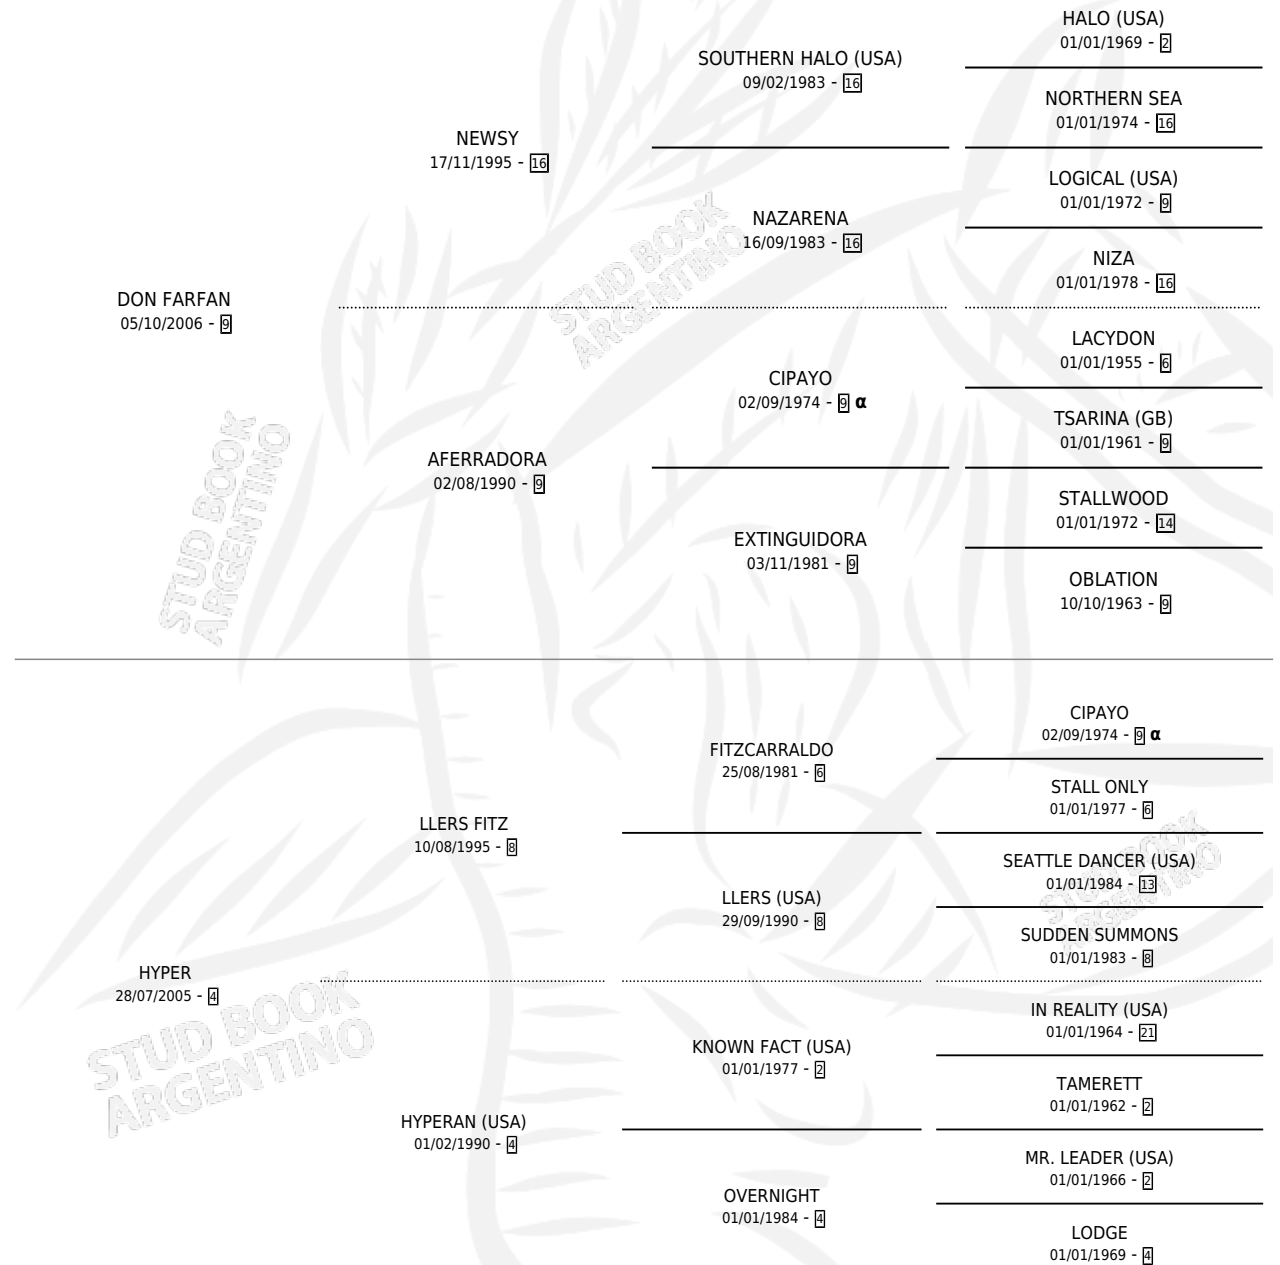 HALO (USA)
01/01/1969 - 2
SOUTHERN HALO (USA)
09/02/1983 - 16
NORTHERN SEA
01/01/1974 - 16
NEWSY
17/11/1995 - 16
LOGICAL (USA)
01/01/1972 - 9
NAZARENA
16/09/1983 - 16
NIZA
01/01/1978 - 16
DON FARFAN
05/10/2006 - 9
LACYDON
01/01/1955 - 6
CIPAYO
02/09/1974 - 9 α
TSARINA (GB)
01/01/1961 - 9
AFERRADORA
02/08/1990 - 9
STALLWOOD
01/01/1972 - 14
EXTINGUIDORA
03/11/1981 - 9
OBLATION
10/10/1963 - 9
STUD BOOK
ARGENTINO
STUD BOOK
ARGENTINO
CIPAYO
02/09/1974 - 9 α
FITZCARRALDO
25/08/1981 - 6
STALL ONLY
01/01/1977 - 6
LLERS FITZ
10/08/1995 - 8
SEATTLE DANCER (USA)
01/01/1984 - 13
LLERS (USA)
29/09/1990 - 8
SUDDEN SUMMONS
01/01/1983 - 8
HYPER
28/07/2005 - 4
IN REALITY (USA)
01/01/1964 - 21
KNOWN FACT (USA)
01/01/1977 - 2
TAMERETT
01/01/1962 - 2
HYPERAN (USA)
01/02/1990 - 4
MR. LEADER (USA)
01/01/1966 - 2
OVERNIGHT
01/01/1984 - 4
LODGE
01/01/1969 - 4
STUD BOOK
ARGENTINO
STUD BOOK
ARGENTINO